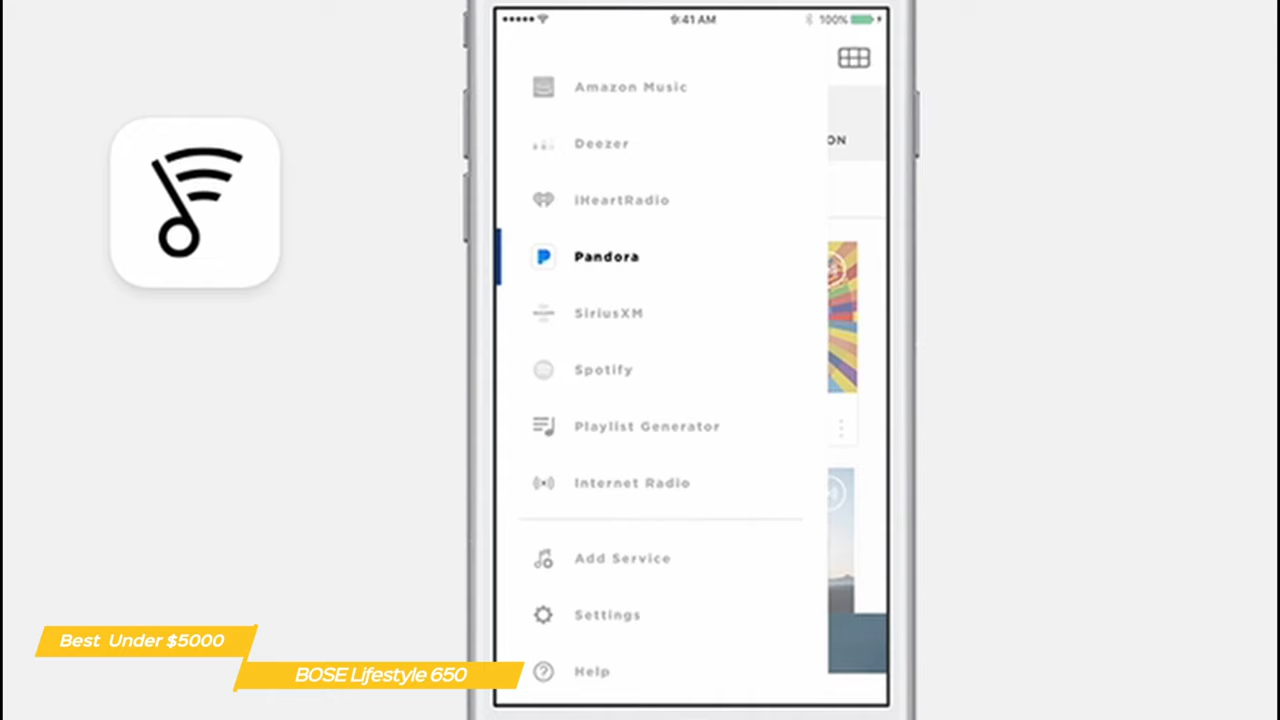 9:41 AM
100%
Amazon Music
ON
Deezer
iHeartRadio
Pandora
SiriusXM
Spotify
Playlist Generator
Internet Radio
Add Service
Settings
Help
Best Under $5000
BOSE Lifestyle 650